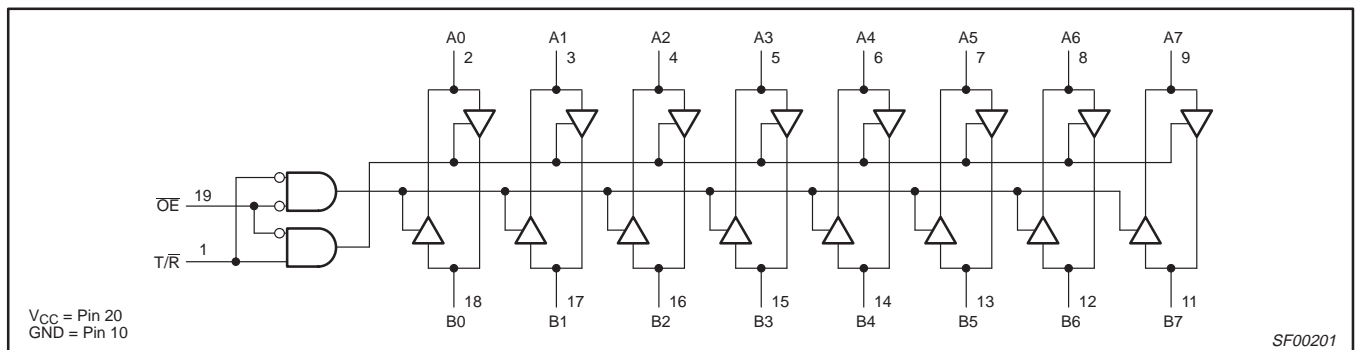 A0 A1 A2 A3 A4 A5 A6 A7
2 3 4 5 6 7 8 9
O̅E̅ 19
T/R̅ 1
18 17 16 15 14 13 12 11
B0 B1 B2 B3 B4 B5 B6 B7
VCC = Pin 20
GND = Pin 10
SF00201